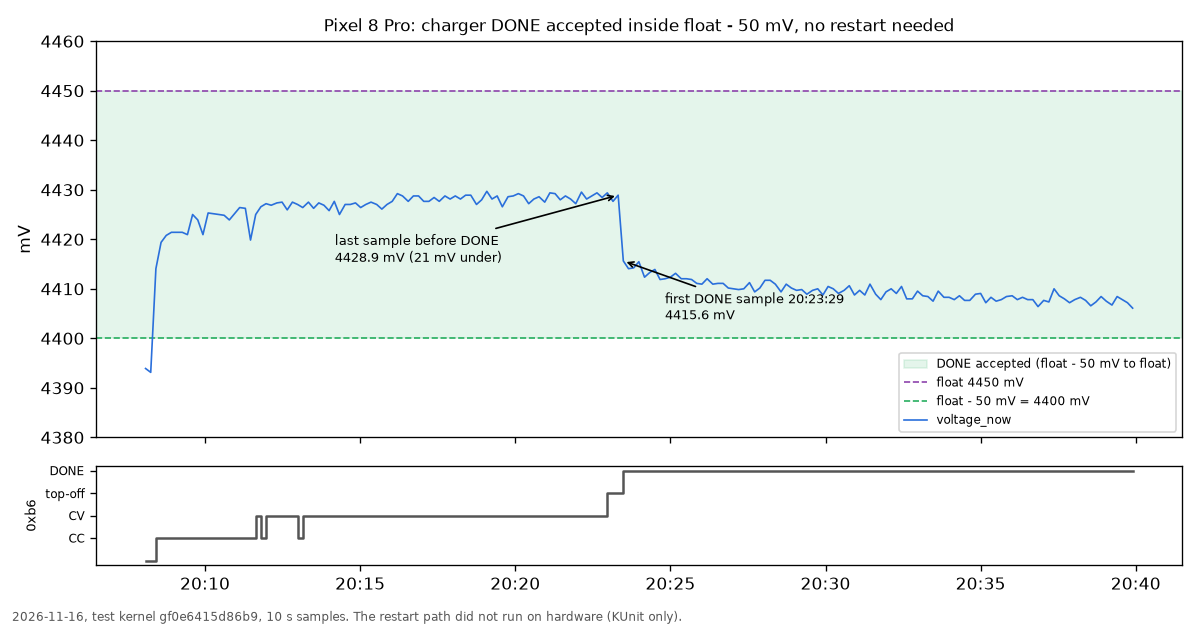 Pixel 8 Pro: charger DONE accepted inside float - 50 mV, no restart needed
4460
4450
4440
4430
4420
4410
4400
4390
4380
mV
last sample before DONE
4428.9 mV (21 mV under)
first DONE sample 20:23:29
4415.6 mV
DONE accepted (float - 50 mV to float)
float 4450 mV
float - 50 mV = 4400 mV
voltage_now
DONE
top-off
CV
CC
0xb6
20:10
20:15
20:20
20:25
20:30
20:35
20:40
2026-11-16, test kernel gf0e6415d86b9, 10 s samples. The restart path did not run on hardware (KUnit only).